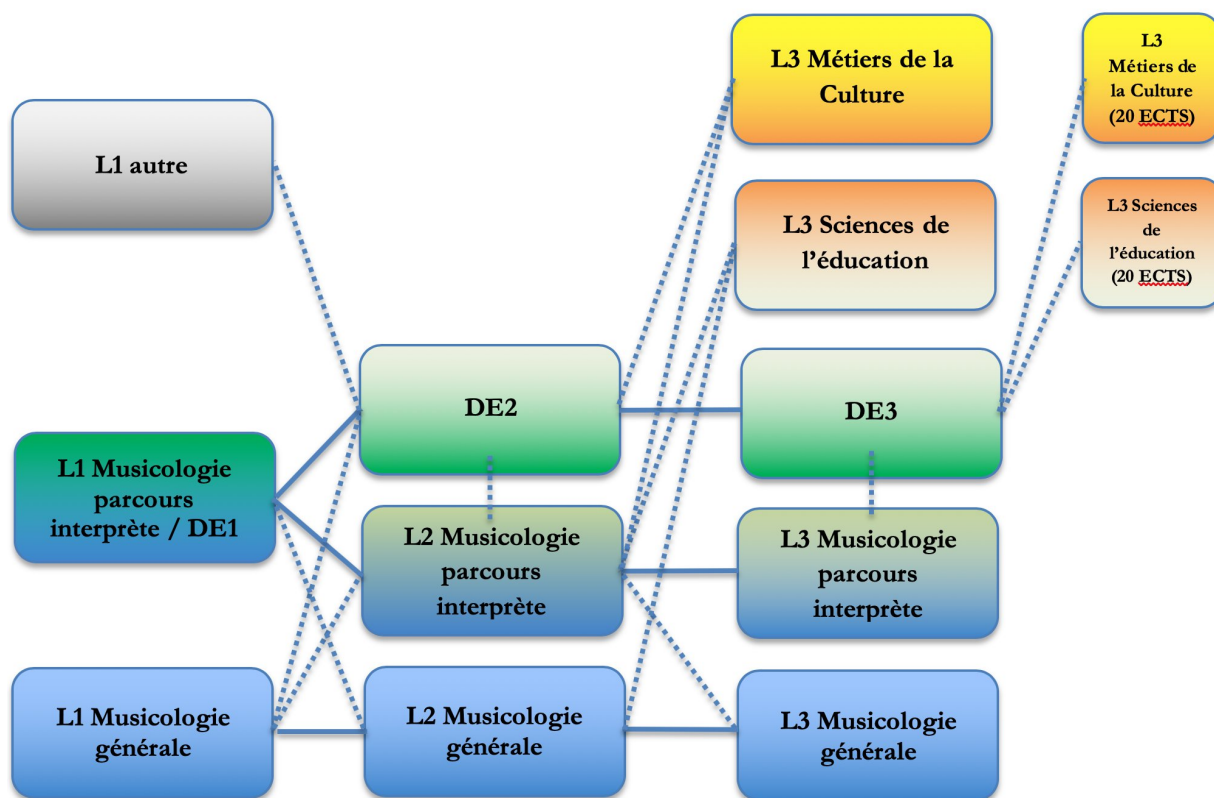 L3 Métiers de la
Culture
L3
Métiers de
la Culture
(20 ECTS)
L1 autre
L3 Sciences de
l’éducation
L3 Sciences
de
l’éducation
(20 ECTS)
DE2
DE3
L1 Musicologie
parcours
interprète / DE1
L2 Musicologie
parcours
interprète
L3 Musicologie
parcours
interprète
L1 Musicologie
générale
L2 Musicologie
générale
L3 Musicologie
générale